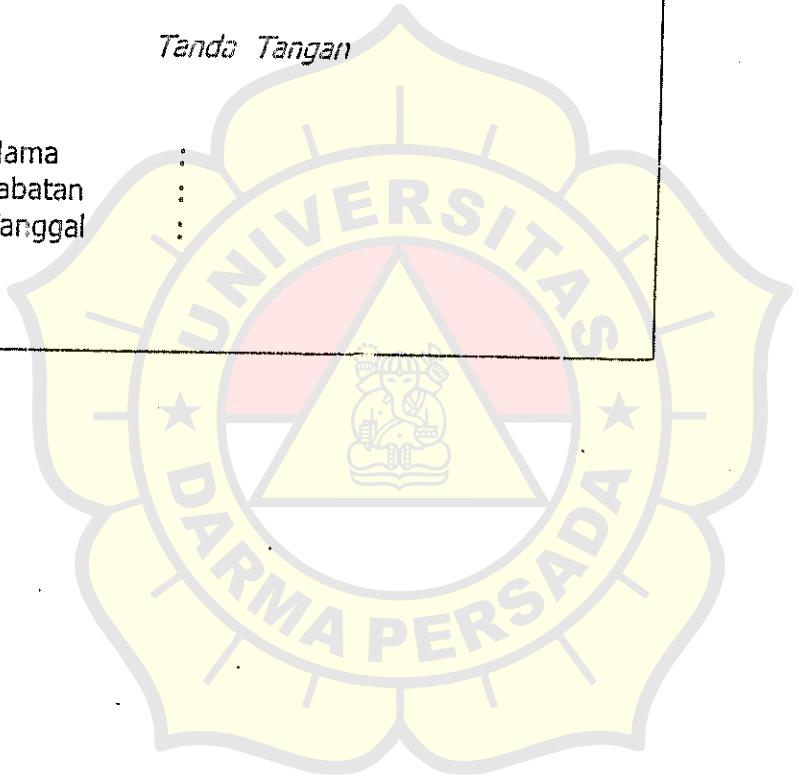 Tanda Tangan
ama :
abatan :
anggal :
UNIVERSITAS
DARMA PERSADA